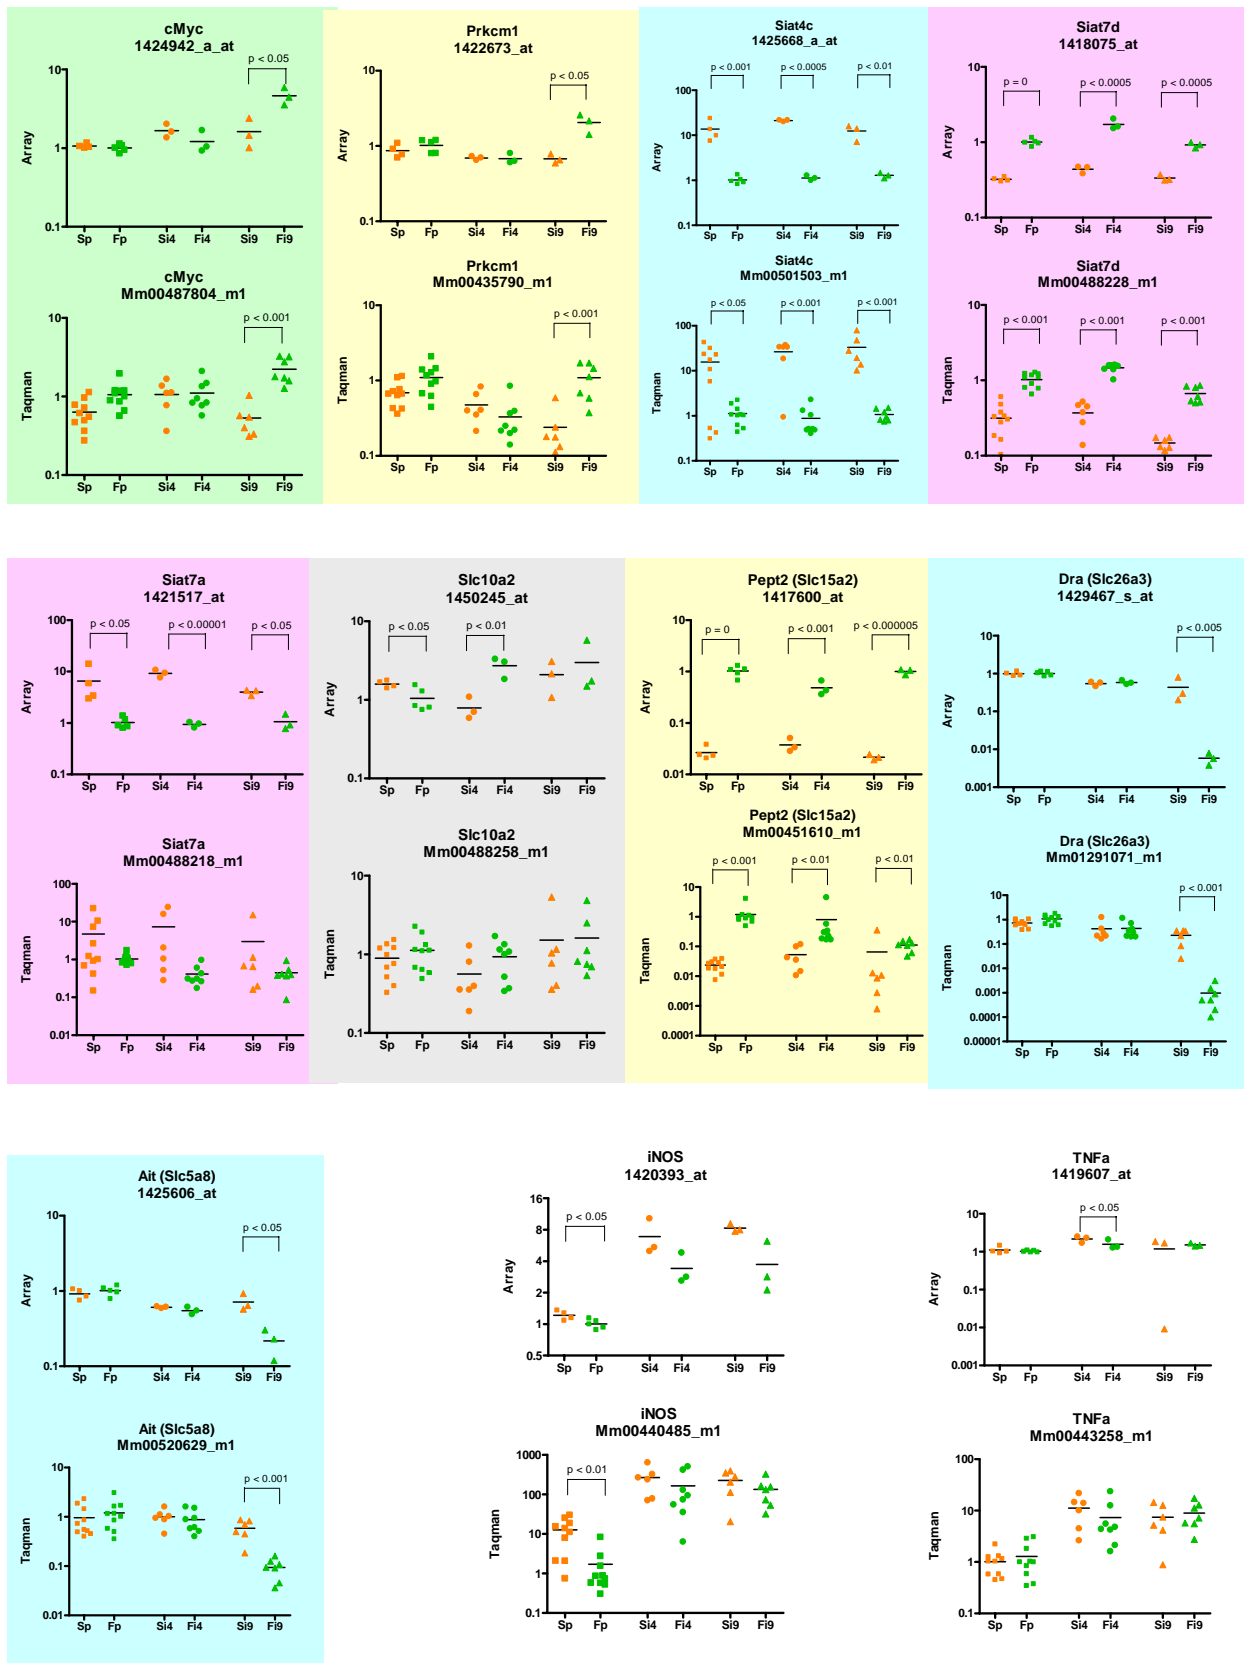 cMyc
1424942_a_at
p < 0.05
10
1
0.1
Array
Sp Fp Si4 Fi4 Si9 Fi9
Prkcm1
1422673_at
p < 0.05
10
1
0.1
Array
Sp Fp Si4 Fi4 Si9 Fi9
Siat4c
1425668_a_at
p < 0.001 p < 0.0005 p < 0.01
100
10
1
0.1
Array
Sp Fp Si4 Fi4 Si9 Fi9
Siat7d
1418075_at
p = 0 p < 0.0005 p < 0.0005
10
1
0.1
Array
Sp Fp Si4 Fi4 Si9 Fi9
cMyc
Mm00487804_m1
p < 0.001
10
1
0.1
Taqman
Sp Fp Si4 Fi4 Si9 Fi9
Prkcm1
Mm00435790_m1
p < 0.001
10
1
0.1
Taqman
Sp Fp Si4 Fi4 Si9 Fi9
Siat4c
Mm00501503_m1
p < 0.05 p < 0.001 p < 0.001
100
10
1
0.1
Taqman
Sp Fp Si4 Fi4 Si9 Fi9
Siat7d
Mm00488228_m1
p < 0.001 p < 0.001 p < 0.001
10
1
0.1
Taqman
Sp Fp Si4 Fi4 Si9 Fi9
Siat7a
1421517_at
p < 0.05 p < 0.00001 p < 0.05
100
10
1
0.1
Array
Sp Fp Si4 Fi4 Si9 Fi9
Slc10a2
1450245_at
p < 0.05 p < 0.01
10
1
0.1
Array
Sp Fp Si4 Fi4 Si9 Fi9
Pept2 (Slc15a2)
1417600_at
p = 0 p < 0.001 p < 0.000005
10
1
0.1
0.01
Array
Sp Fp Si4 Fi4 Si9 Fi9
Dra (Slc26a3)
1429467_s_at
p < 0.005
10
1
0.1
0.01
0.001
Array
Sp Fp Si4 Fi4 Si9 Fi9
Siat7a
Mm00488218_m1
100
10
1
0.1
0.01
Taqman
Sp Fp Si4 Fi4 Si9 Fi9
Slc10a2
Mm00488258_m1
10
1
0.1
Taqman
Sp Fp Si4 Fi4 Si9 Fi9
Pept2 (Slc15a2)
Mm00451610_m1
p < 0.001 p < 0.01 p < 0.01
10
1
0.1
0.01
0.001
0.0001
Taqman
Sp Fp Si4 Fi4 Si9 Fi9
Dra (Slc26a3)
Mm01291071_m1
p < 0.001
10
1
0.1
0.01
0.001
0.0001
0.00001
Taqman
Sp Fp Si4 Fi4 Si9 Fi9
Ait (Slc5a8)
1425606_at
p < 0.05
10
1
0.1
Array
Sp Fp Si4 Fi4 Si9 Fi9
iNOS
1420393_at
p < 0.05
16
8
4
2
1
0.5
Array
Sp Fp Si4 Fi4 Si9 Fi9
TNFa
1419607_at
p < 0.05
10
1
0.1
0.01
0.001
Array
Sp Fp Si4 Fi4 Si9 Fi9
Ait (Slc5a8)
Mm00520629_m1
p < 0.001
10
1
0.1
0.01
Taqman
Sp Fp Si4 Fi4 Si9 Fi9
iNOS
Mm00440485_m1
p < 0.01
1000
100
10
1
0.1
Taqman
Sp Fp Si4 Fi4 Si9 Fi9
TNFa
Mm00443258_m1
100
10
1
0.1
Taqman
Sp Fp Si4 Fi4 Si9 Fi9